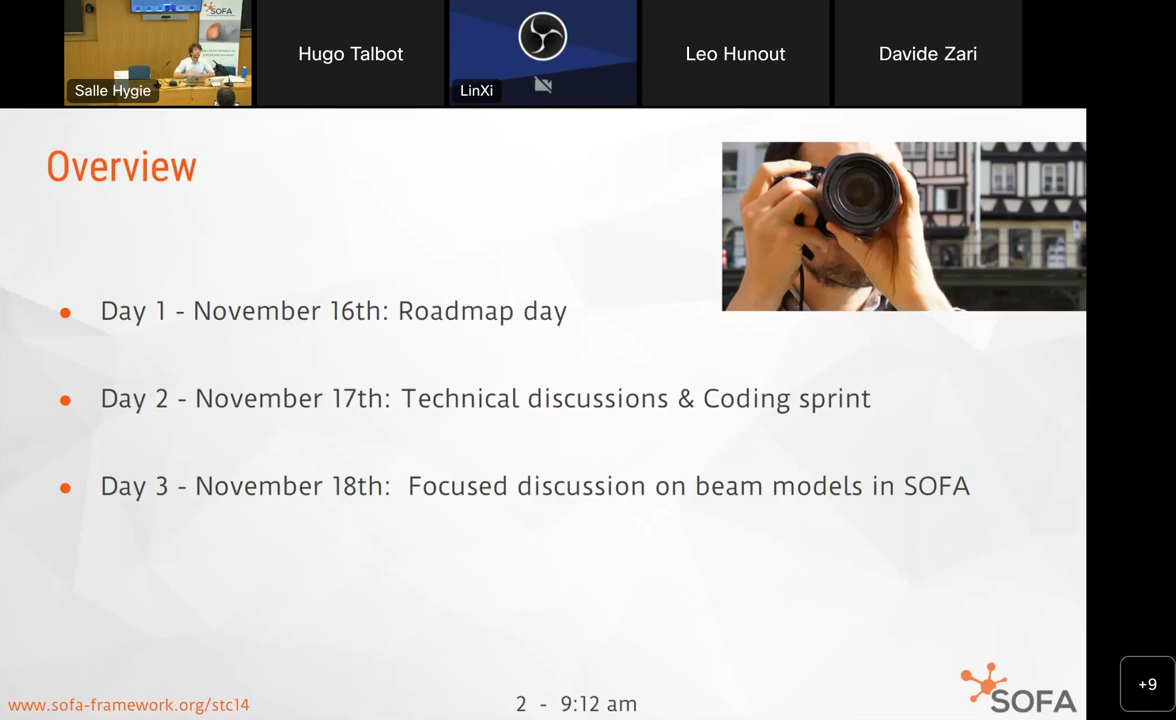 SOFA
Salle Hygie
Hugo Talbot
LinXi
Leo Hunout
Davide Zari
Overview
Day 1 - November 16th: Roadmap day
Day 2 - November 17th: Technical discussions & Coding sprint
Day 3 - November 18th: Focused discussion on beam models in SOFA
www.sofa-framework.org/stc14
2 - 9:12 am
SOFA
+9